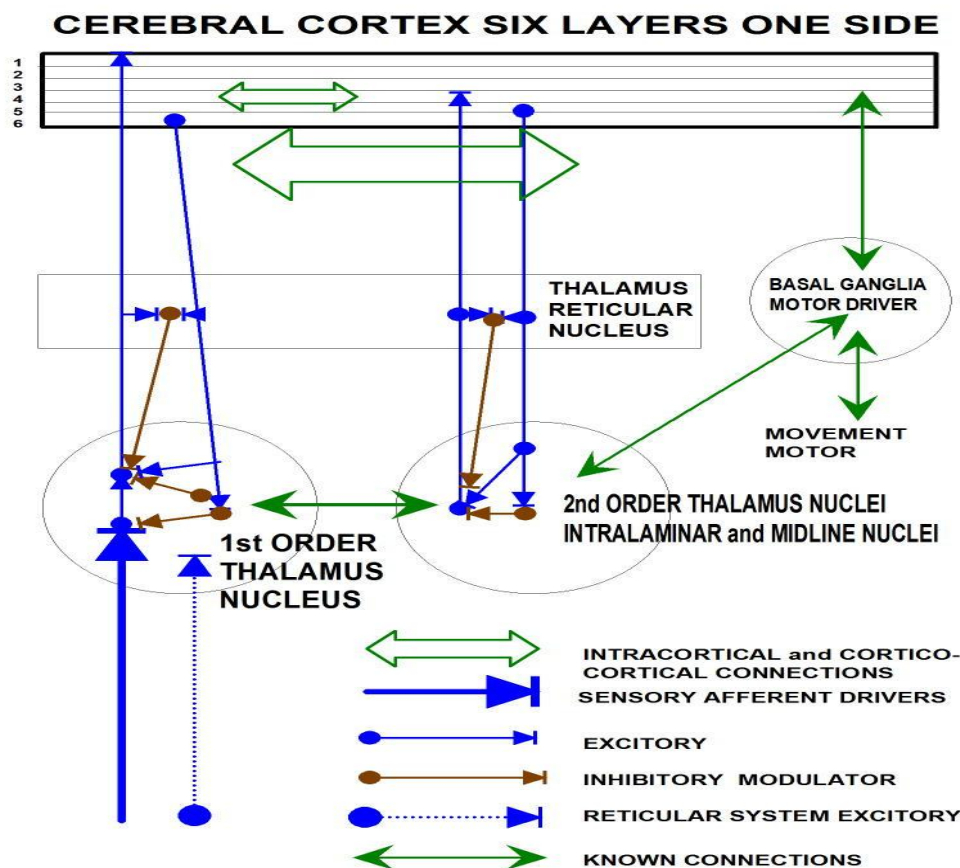 CEREBRAL CORTEX SIX LAYERS ONE SIDE
1
2
3
4
5
6
THALAMUS
RETICULAR
NUCLEUS
BASAL GANGLIA
MOTOR DRIVER
MOVEMENT
MOTOR
1st ORDER
THALAMUS
NUCLEUS
2nd ORDER THALAMUS NUCLEI
INTRALAMINAR and MIDLINE NUCLEI
INTRACORTICAL and CORTICO-
CORTICAL CONNECTIONS
SENSORY AFFERENT DRIVERS
EXCITORY
INHIBITORY MODULATOR
RETICULAR SYSTEM EXCITORY
KNOWN CONNECTIONS